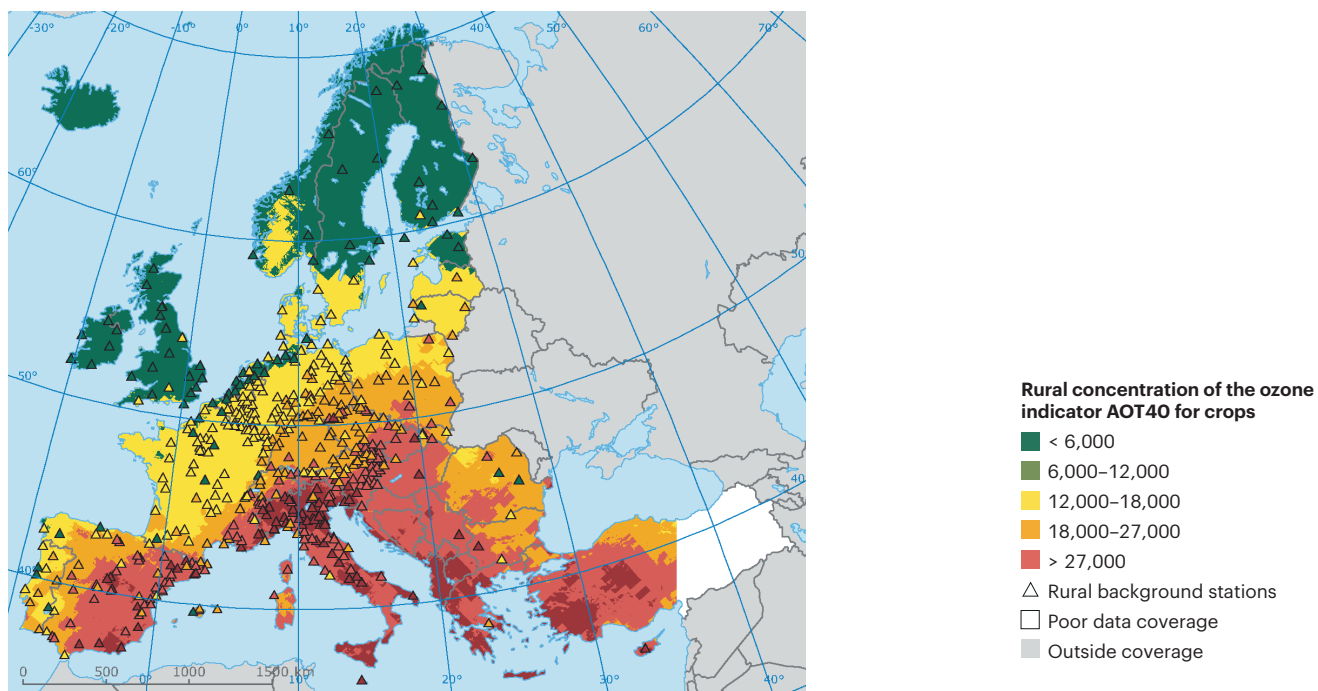 -30° -20° -10° 0° 10° 20° 30° 40° 50° 60° 70°
60°
50
50°
40
40°
0 500 1000 1500 km
0° 10° 20° 30° 40°
Rural concentration of the ozone
indicator AOT40 for crops
< 6,000
6,000–12,000
12,000–18,000
18,000–27,000
> 27,000
Rural background stations
Poor data coverage
Outside coverage